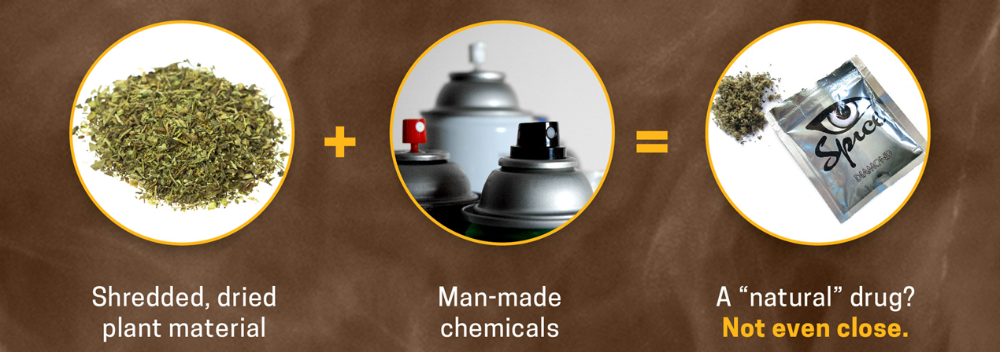 +
=
Spice
DIAMOND
Shredded, dried
plant material
Man-made
chemicals
A “natural” drug?
Not even close.